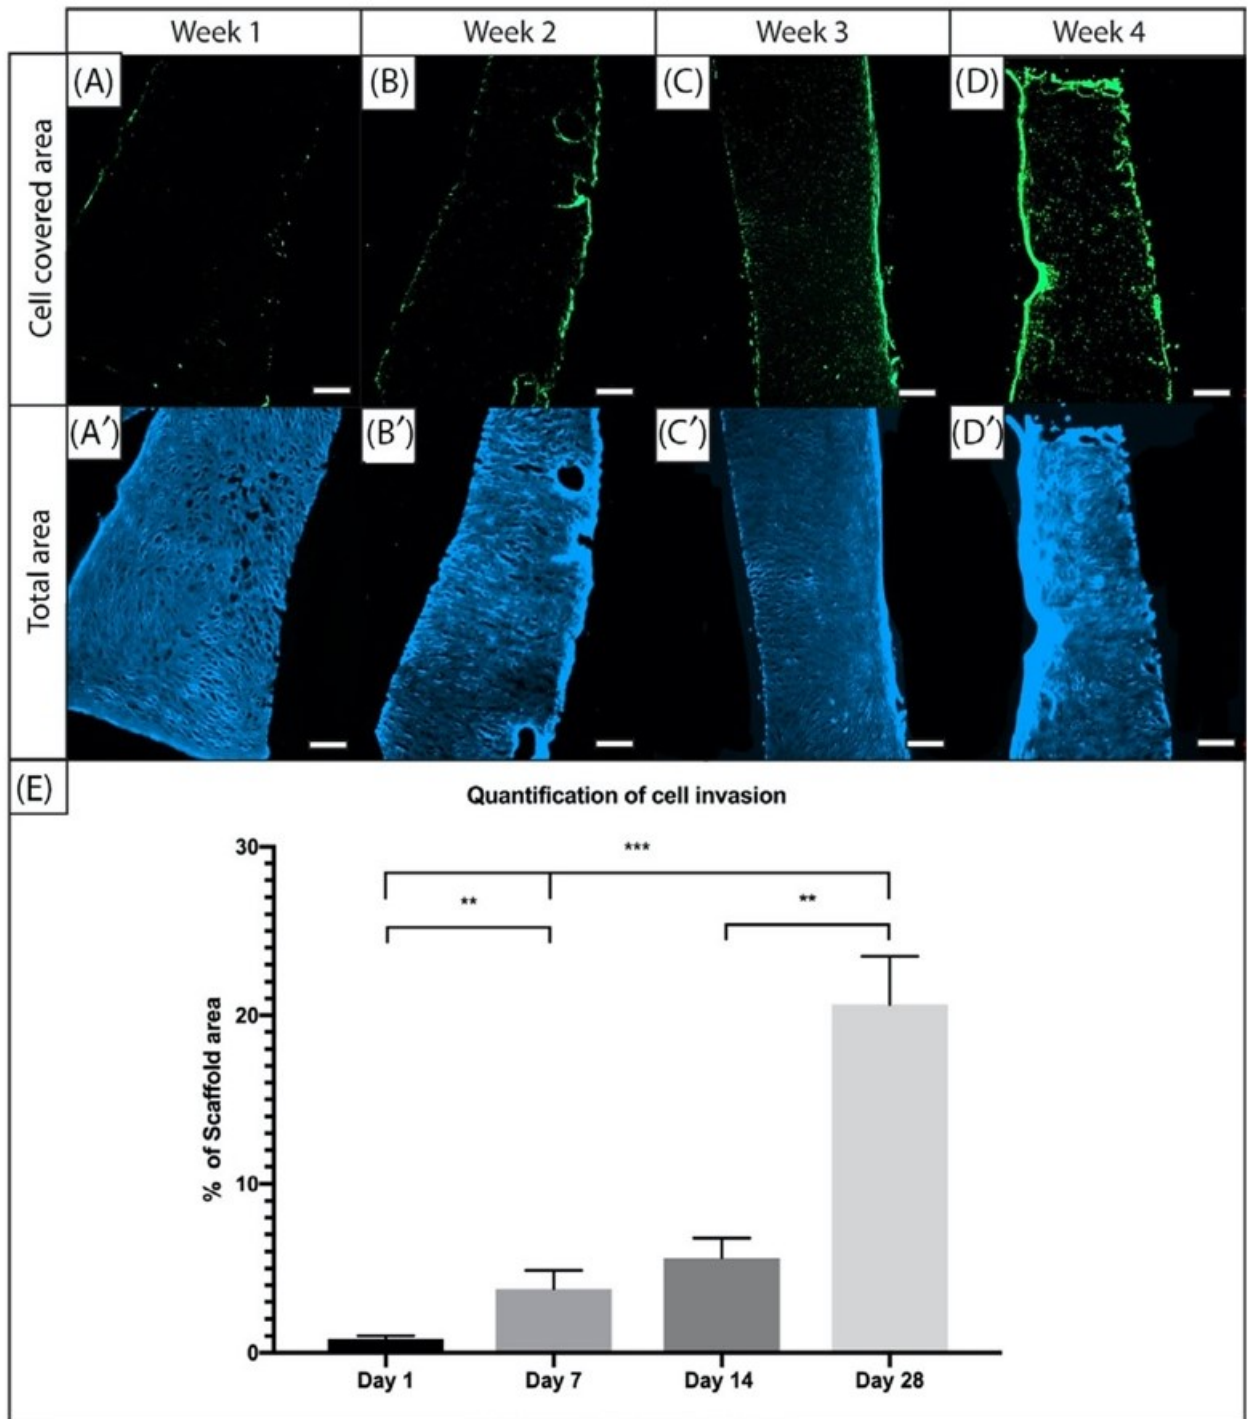 Week 1
Week 2
Week 3
Week 4
Cell covered area
(A)
(B)
(C)
(D)
Total area
(A′)
(B′)
(C′)
(D′)
(E)
Quantification of cell invasion
% of Scaffold area
30
20
10
0
***
**
**
Day 1
Day 7
Day 14
Day 28